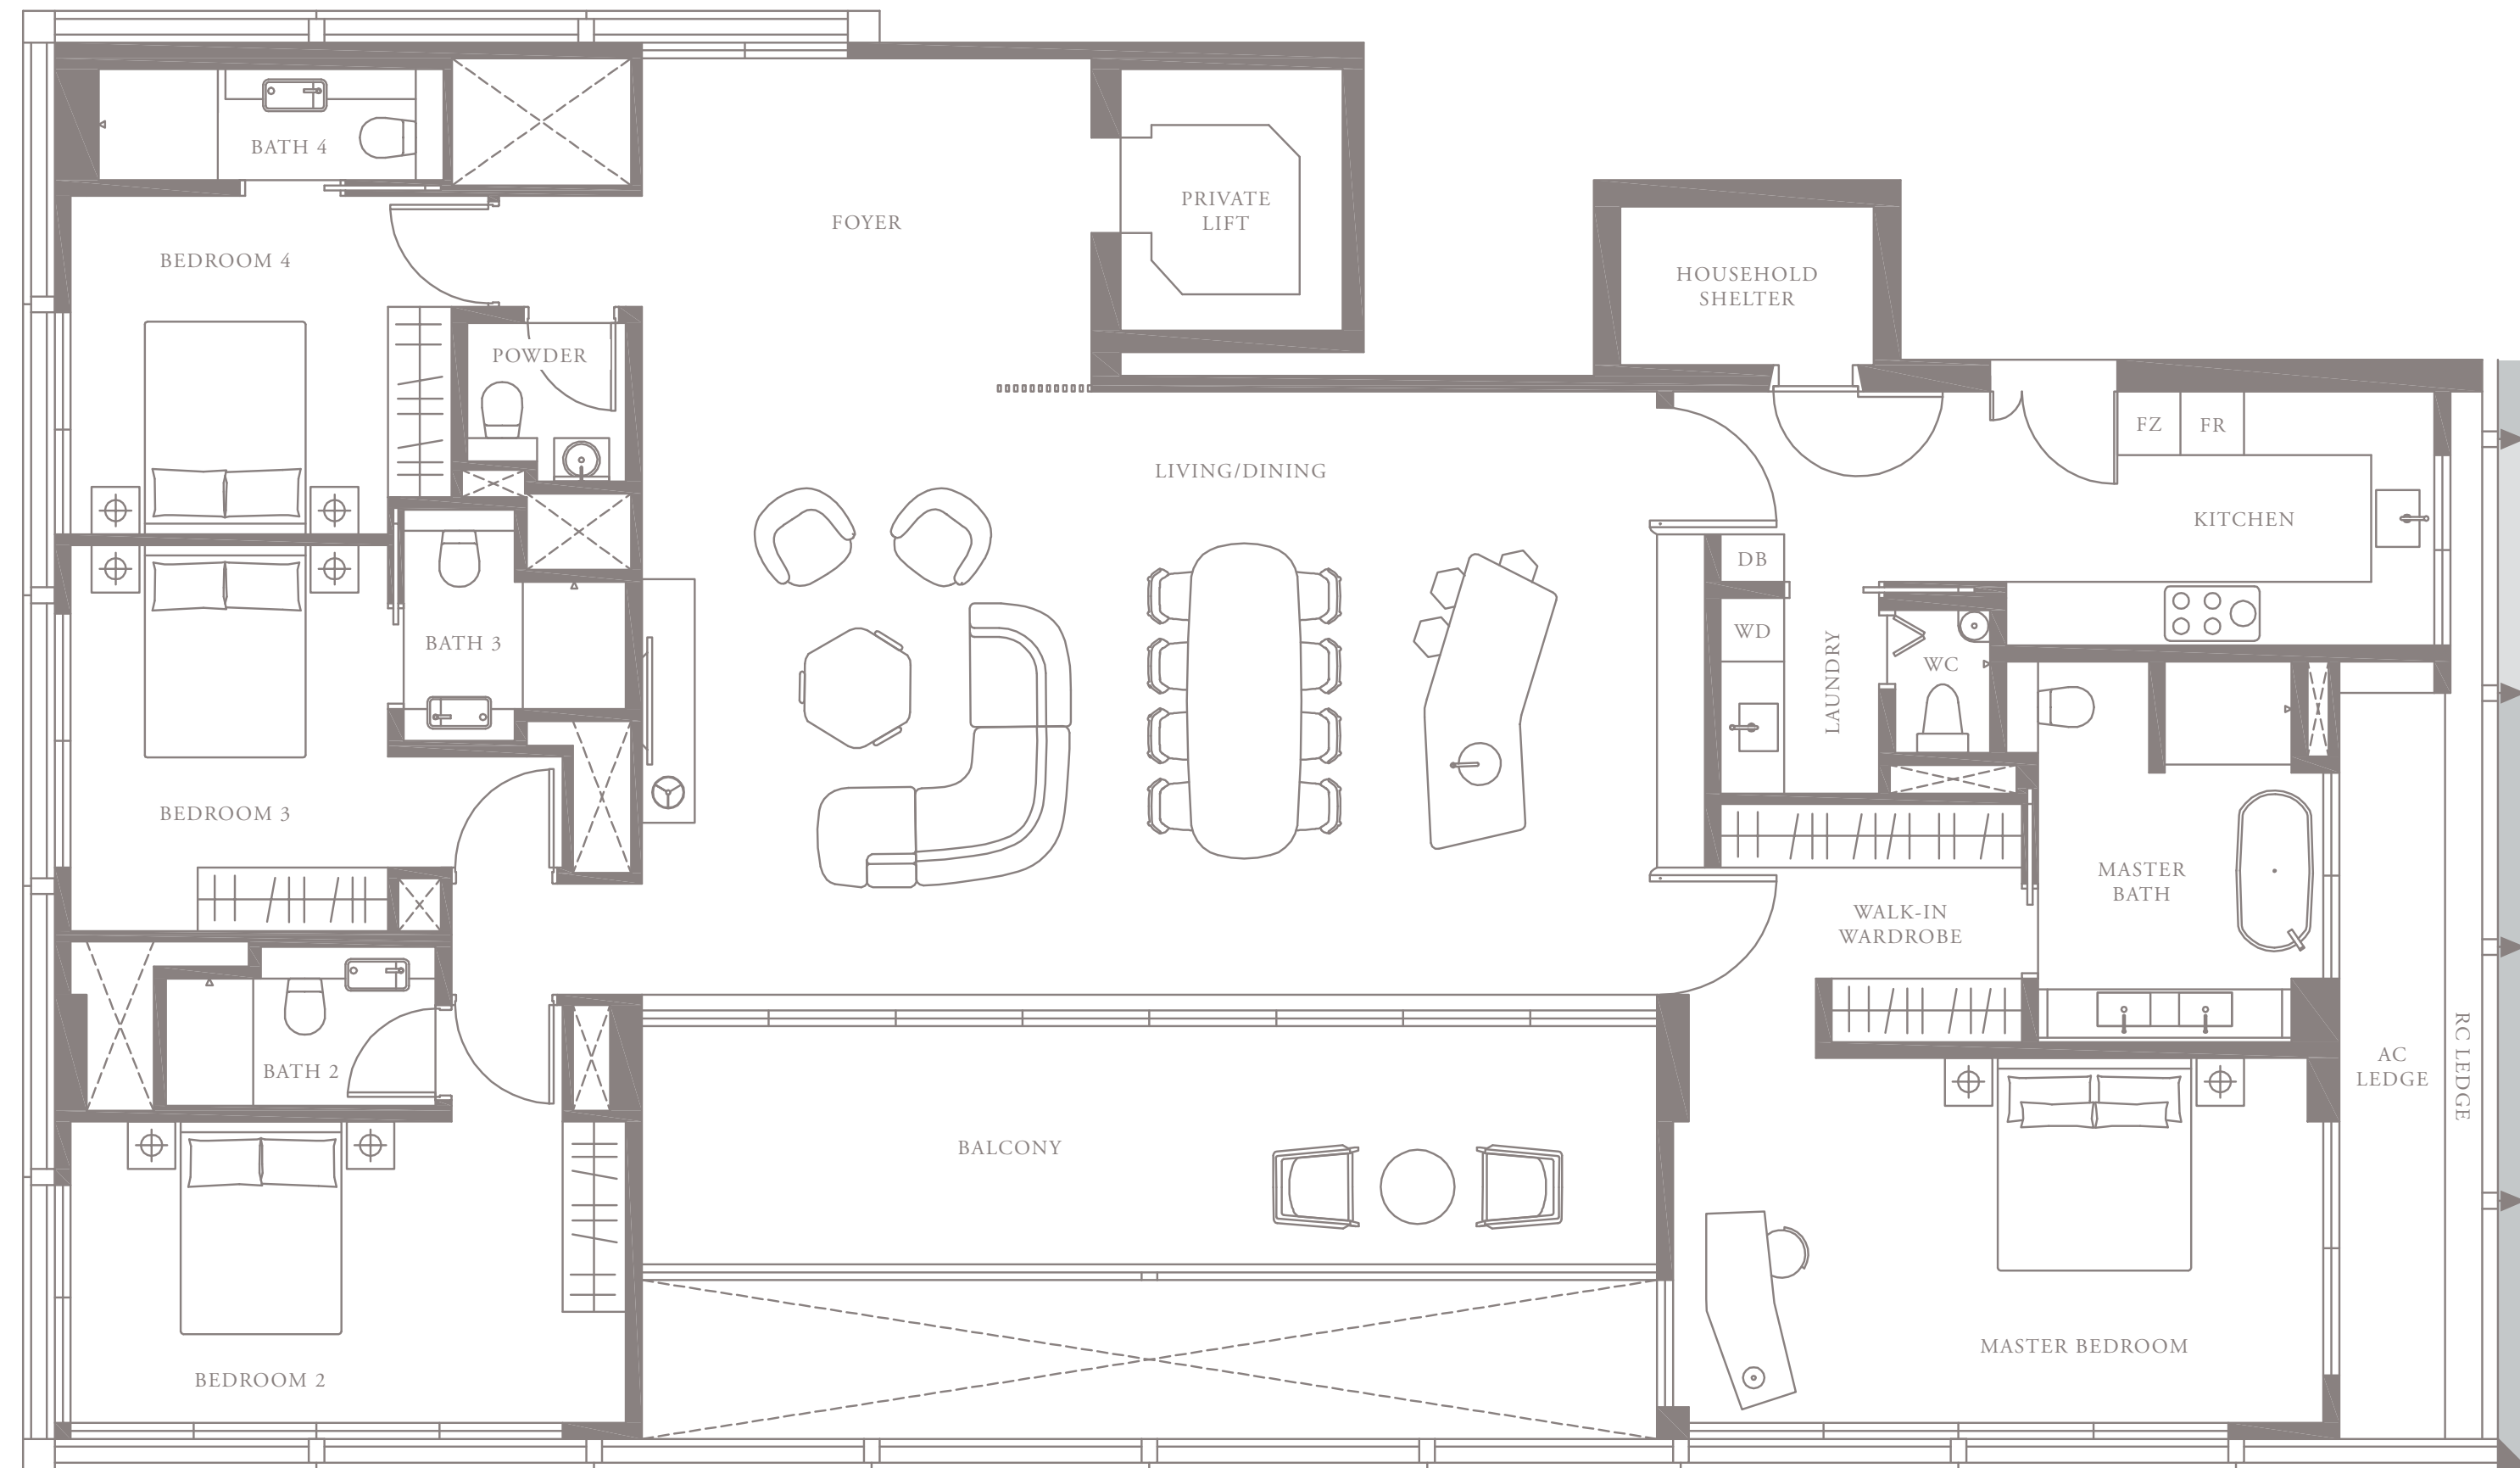 BATH 4
PRIVATE
LIFT
FOYER
BEDROOM 4
HOUSEHOLD
SHELTER
POWDER
FZ
FR
LIVING/DINING
KITCHEN
DB
BATH 3
WD
LAUNDRY
WC
BEDROOM 3
MASTER
BATH
WALK-IN
WARDROBE
BATH 2
AC
LEDGE
RC LEDGE
BALCONY
MASTER BEDROOM
BEDROOM 2